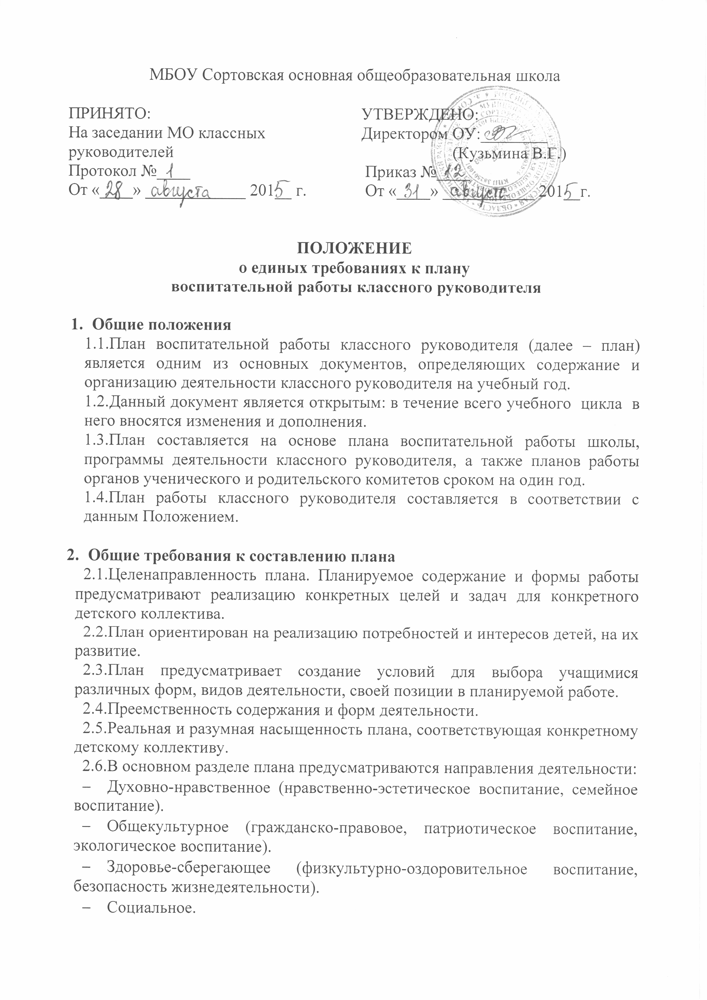 МБОУ Сортовская основная общеобразовательная школа
ПРИНЯТО:
На заседании МО классных
руководителей
Протокол № 1
От «28» августа 2015 г.
УТВЕРЖДЕНО:
Директором ОУ:
(Кузьмина В.Г.)
Приказ № 12
От «31» август 2015 г.
ПОЛОЖЕНИЕ
о единых требованиях к плану
воспитательной работы классного руководителя
1. Общие положения
1.1.План воспитательной работы классного руководителя (далее – план)
является одним из основных документов, определяющих содержание и
организацию деятельности классного руководителя на учебный год.
1.2.Данный документ является открытым: в течение всего учебного цикла в
него вносятся изменения и дополнения.
1.3.План составляется на основе плана воспитательной работы школы,
программы деятельности классного руководителя, а также планов работы
органов ученического и родительского комитетов сроком на один год.
1.4.План работы классного руководителя составляется в соответствии с
данным Положением.
2. Общие требования к составлению плана
2.1.Целенаправленность плана. Планируемое содержание и формы работы
предусматривают реализацию конкретных целей и задач для конкретного
детского коллектива.
2.2.План ориентирован на реализацию потребностей и интересов детей, на их
развитие.
2.3.План предусматривает создание условий для выбора учащимися
различных форм, видов деятельности, своей позиции в планируемой работе.
2.4.Преемственность содержания и форм деятельности.
2.5.Реальная и разумная насыщенность плана, соответствующая конкретному
детскому коллективу.
2.6.В основном разделе плана предусматриваются направления деятельности:
– Духовно-нравственное (нравственно-эстетическое воспитание, семейное
воспитание).
– Общекультурное (гражданско-правовое, патриотическое воспитание,
экологическое воспитание).
– Здоровье-сберегающее (физкультурно-оздоровительное воспитание,
безопасность жизнедеятельности).
– Социальное.